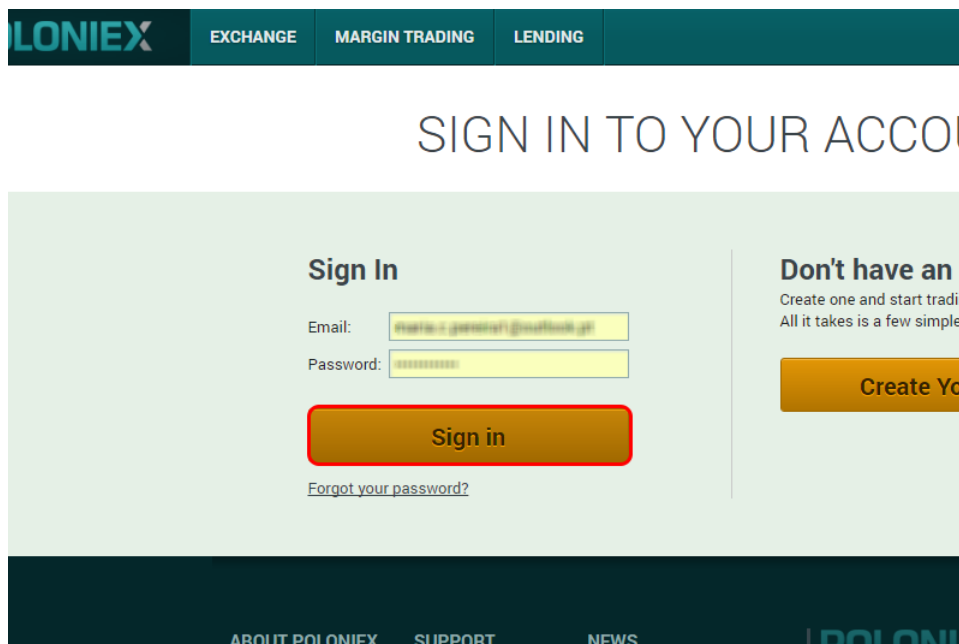 LONIEX
EXCHANGE MARGIN TRADING LENDING
SIGN IN TO YOUR ACCOU
Sign In
Email:
Password:
Sign in
Forgot your password?
Don't have an
Create one and start tradi
All it takes is a few simple
Create Yo
ABOUT POLONIEX SUPPORT NEWS
POLONI